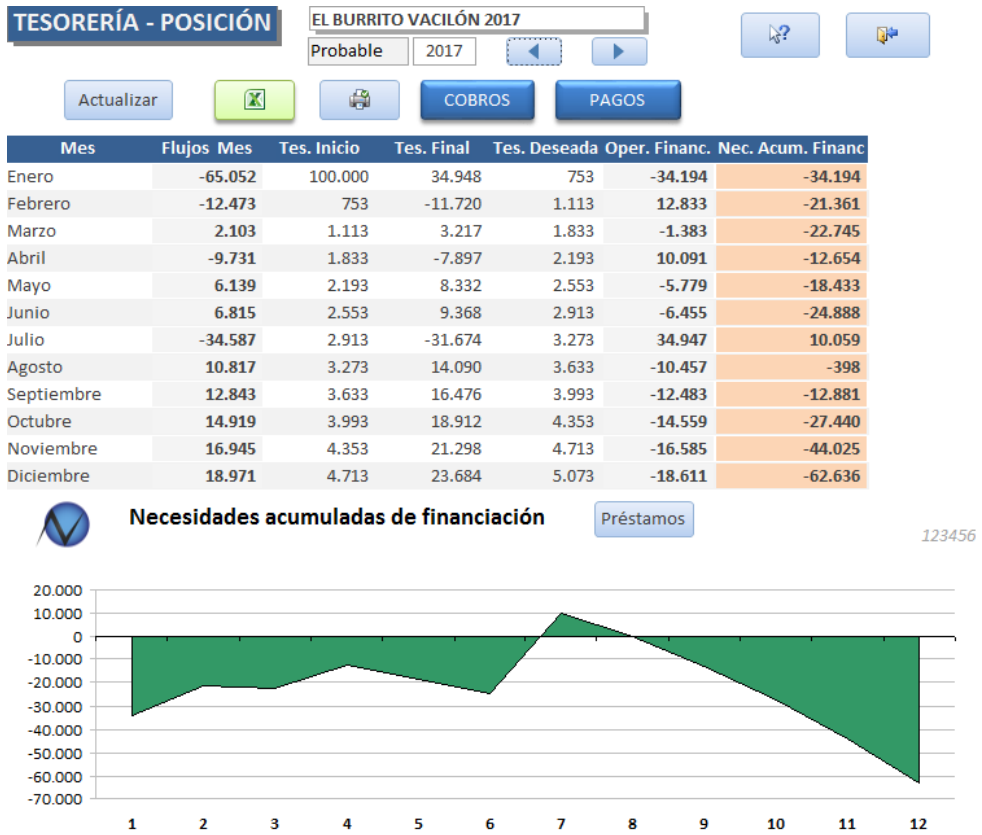 TESORERÍA - POSICIÓN
EL BURRITO VACILÓN 2017
Probable 2017
?
Actualizar COBROS PAGOS
Mes Flujos Mes Tes. Inicio Tes. Final Tes. Deseada Oper. Financ. Nec. Acum. Financ
Enero -65.052 100.000 34.948 753 -34.194 -34.194
Febrero -12.473 753 -11.720 1.113 12.833 -21.361
Marzo 2.103 1.113 3.217 1.833 -1.383 -22.745
Abril -9.731 1.833 -7.897 2.193 10.091 -12.654
Mayo 6.139 2.193 8.332 2.553 -5.779 -18.433
Junio 6.815 2.553 9.368 2.913 -6.455 -24.888
Julio -34.587 2.913 -31.674 3.273 34.947 10.059
Agosto 10.817 3.273 14.090 3.633 -10.457 -398
Septiembre 12.843 3.633 16.476 3.993 -12.483 -12.881
Octubre 14.919 3.993 18.912 4.353 -14.559 -27.440
Noviembre 16.945 4.353 21.298 4.713 -16.585 -44.025
Diciembre 18.971 4.713 23.684 5.073 -18.611 -62.636
Necesidades acumuladas de financiación Préstamos
123456
20.000
10.000
0
-10.000
-20.000
-30.000
-40.000
-50.000
-60.000
-70.000
1 2 3 4 5 6 7 8 9 10 11 12